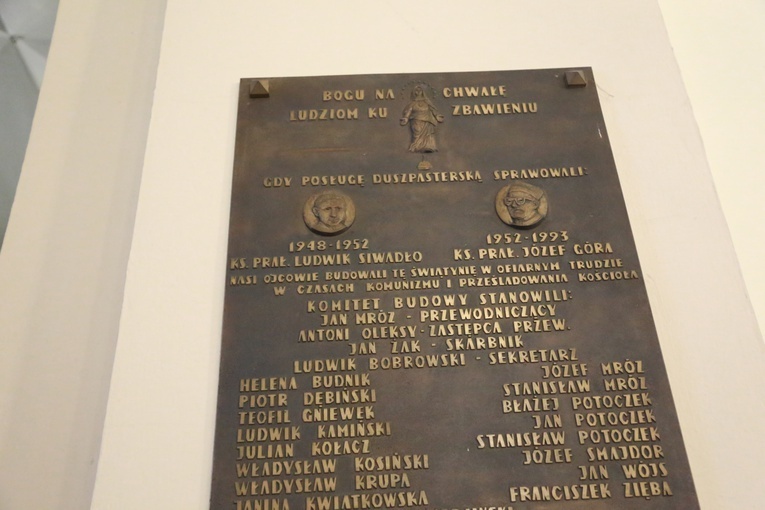 BOGU NA CHWAŁĘ
LUDZIOM KU ZBAWIENIU
GDY POSŁUGĘ DUSZPASTERSKĄ SPRAWOWALI:
1948-1952 1952-1993
KS. PRAŁ. LUDWIK SIWADŁO KS. PRAŁ. JÓZEF GÓRA
NASI OJCOWIE BUDOWALI TĘ ŚWIĄTYNIĘ W OFIARNYM TRUDZIE
W CZASACH KOMUNIZMU I PRZEŚLADOWANIA KOŚCIOŁA
KOMITET BUDOWY STANOWILI:
JAN MRÓZ - PRZEWODNICZĄCY
ANTONI OLEKSY - ZASTĘPCA PRZEW.
JAN ŻAK - SKARBNIK
LUDWIK BOBROWSKI - SEKRETARZ
HELENA BUDNIK JÓZEF MRÓZ
PIOTR DĘBIŃSKI STANISŁAW MRÓZ
TEOFIL GNIEWEK BŁAŻEJ POTOCZEK
LUDWIK KAMIŃSKI JAN POTOCZEK
JULIAN KOŁACZ STANISŁAW POTOCZEK
WŁADYSŁAW KOSIŃSKI JÓZEF SMAJDOR
WŁADYSŁAW KRUPA JAN WÓJS
JANINA KWIATKOWSKA FRANCISZEK ZIĘBA